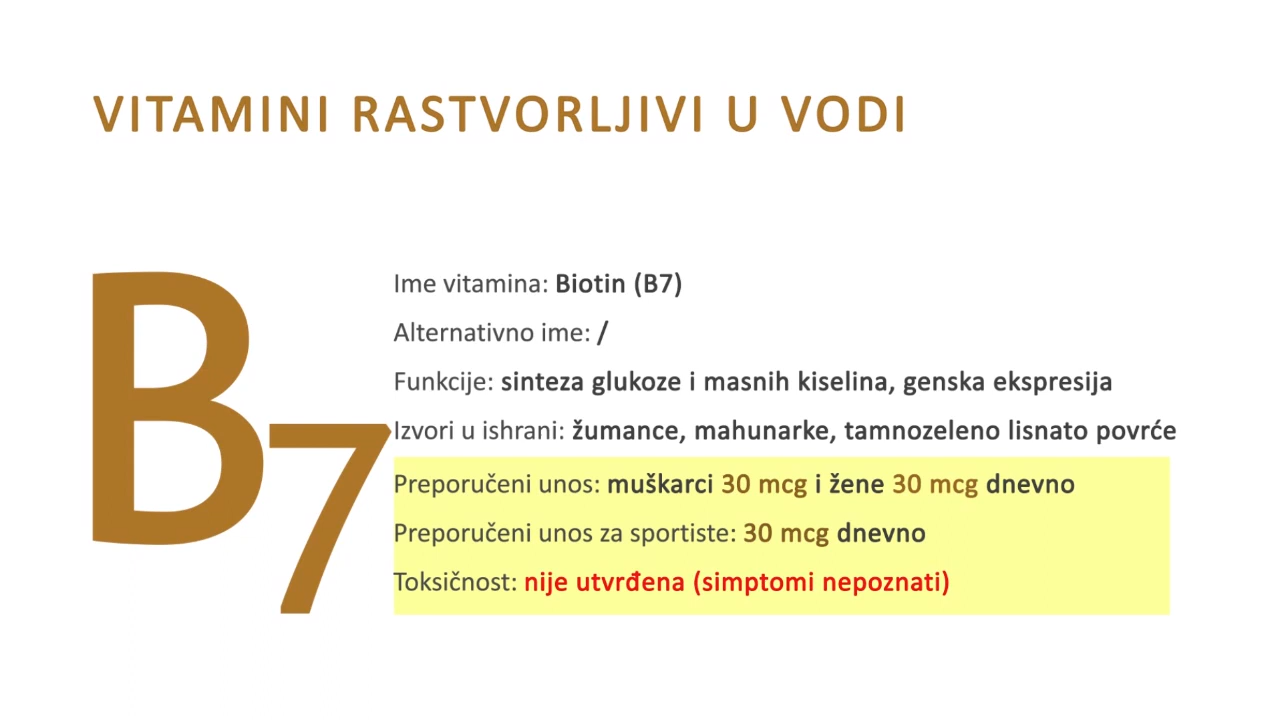 VITAMINI RASTVORLJIVI U VODI
B7
Ime vitamina: Biotin (B7)
Alternativno ime: /
Funkcije: sinteza glukoze i masnih kiselina, genska ekspresija
Izvori u ishrani: žumance, mahunarke, tamnozeleno lisnato povrće
Preporučeni unos: muškarci 30 mcg i žene 30 mcg dnevno
Preporučeni unos za sportiste: 30 mcg dnevno
Toksičnost: nije utvrđena (simptomi nepoznati)